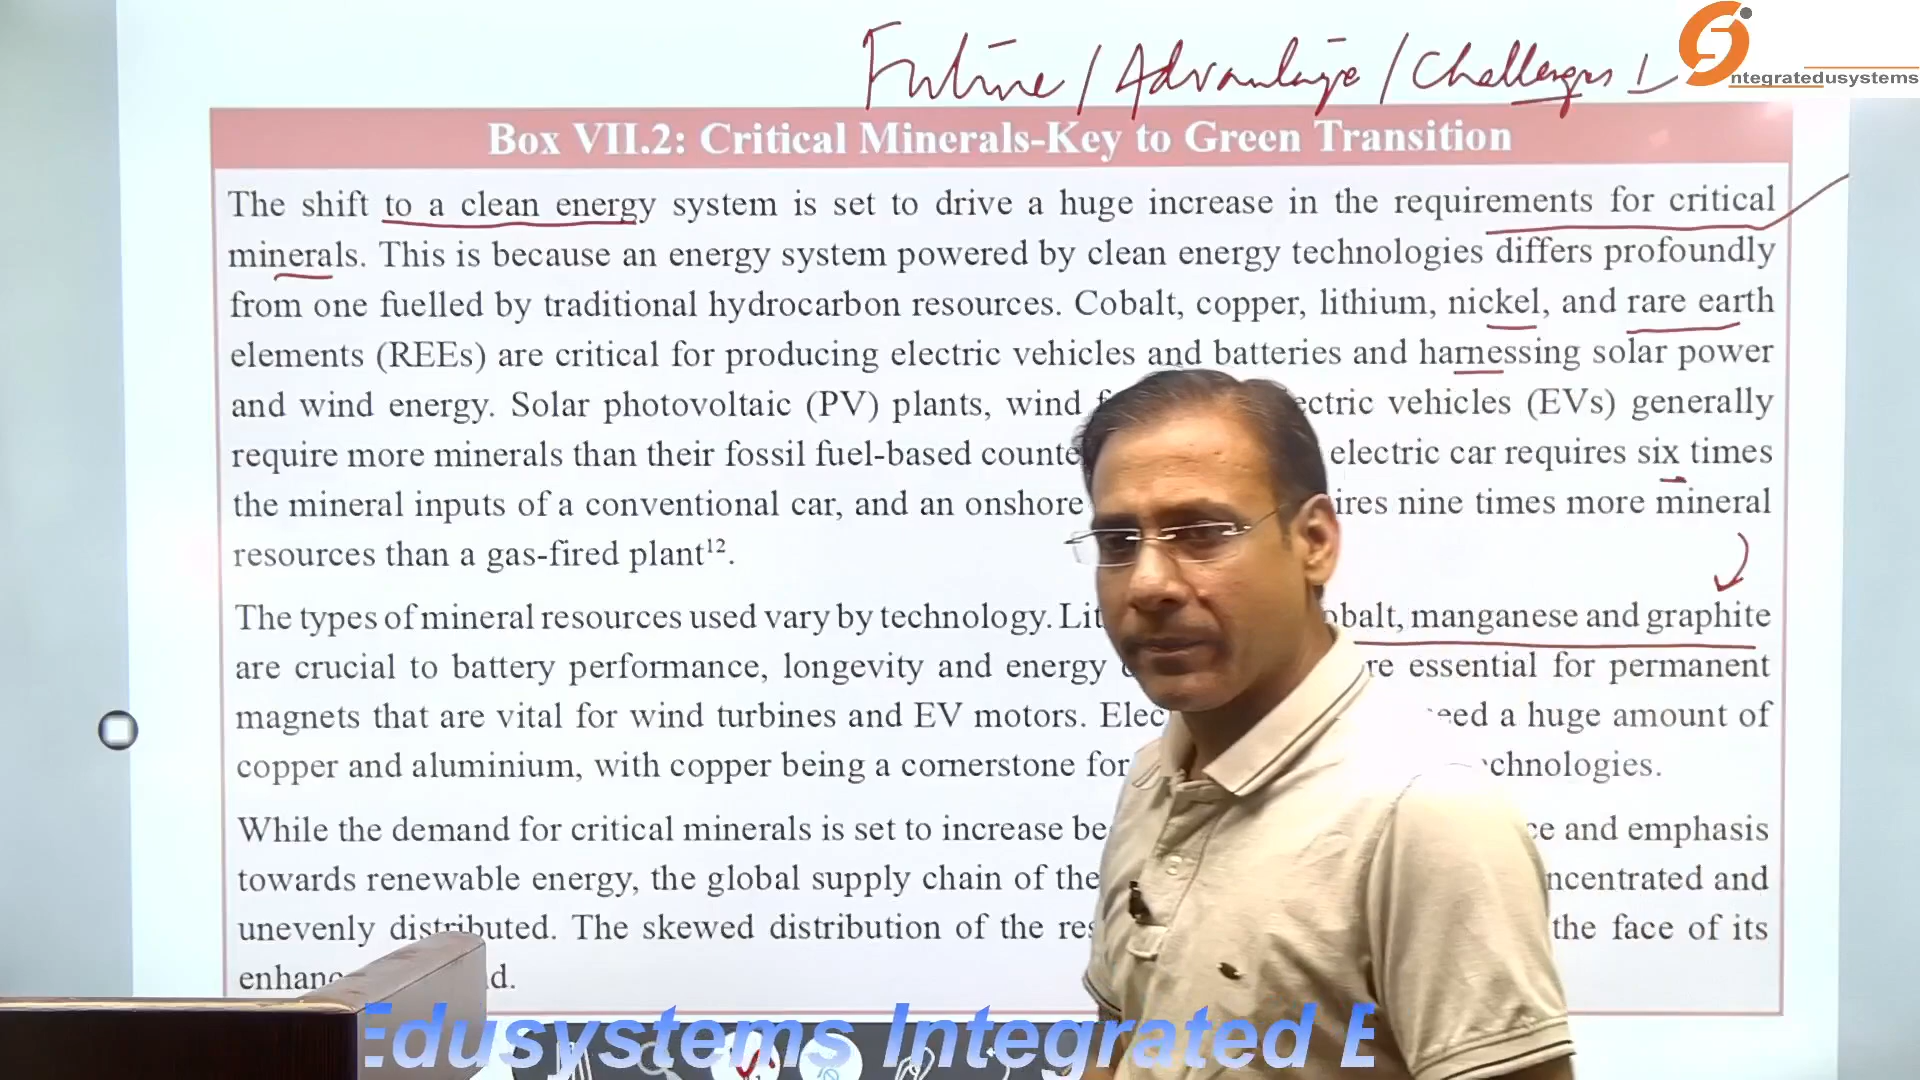 Future / Advantage / Challenges
ntegratedusystems
Box VII.2: Critical Minerals-Key to Green Transition
The shift to a clean energy system is set to drive a huge increase in the requirements for critical
minerals. This is because an energy system powered by clean energy technologies differs profoundly
from one fuelled by traditional hydrocarbon resources. Cobalt, copper, lithium, nickel, and rare earth
elements (REEs) are critical for producing electric vehicles and batteries and harnessing solar power
and wind energy. Solar photovoltaic (PV) plants, wind ectric vehicles (EVs) generally
require more minerals than their fossil fuel-based counte electric car requires six times
the mineral inputs of a conventional car, and an onshore ires nine times more mineral
resources than a gas-fired plant¹².
The types of mineral resources used vary by technology. Lit obalt, manganese and graphite
are crucial to battery performance, longevity and energy re essential for permanent
magnets that are vital for wind turbines and EV motors. Elec eed a huge amount of
copper and aluminium, with copper being a cornerstone for chnologies.
While the demand for critical minerals is set to increase be ce and emphasis
towards renewable energy, the global supply chain of the ncentrated and
unevenly distributed. The skewed distribution of the res the face of its
enhanc d.
Edusystems Integrated E